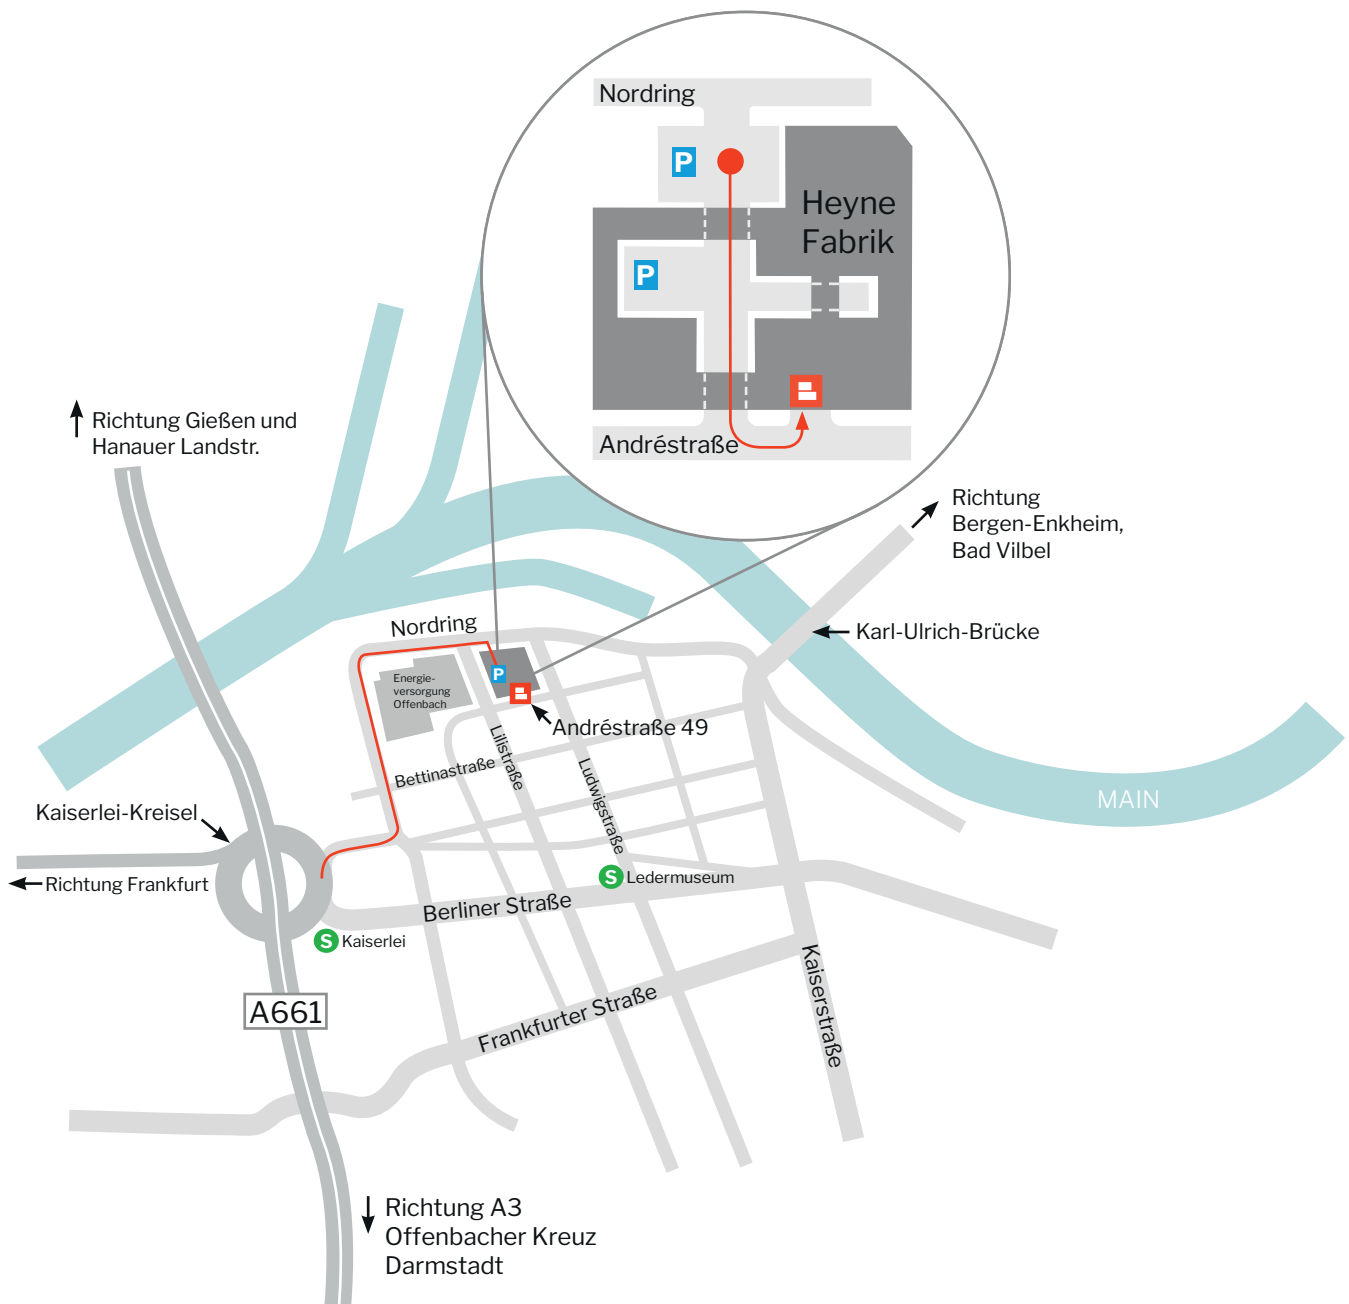 Nordring
P
Heyne
Fabrik
P
Andréstraße
Richtung Gießen und
Hanauer Landstr.
Richtung
Bergen-Enkheim,
Bad Vilbel
Nordring
Karl-Ulrich-Brücke
Energie-
versorgung
Offenbach
P
Andréstraße 49
Lilistraße
Bettinastraße
Ludwigstraße
MAIN
Kaiserlei-Kreisel
Richtung Frankfurt
S Ledermuseum
Berliner Straße
S Kaiserlei
Kaiserstraße
A661
Frankfurter Straße
Richtung A3
Offenbacher Kreuz
Darmstadt